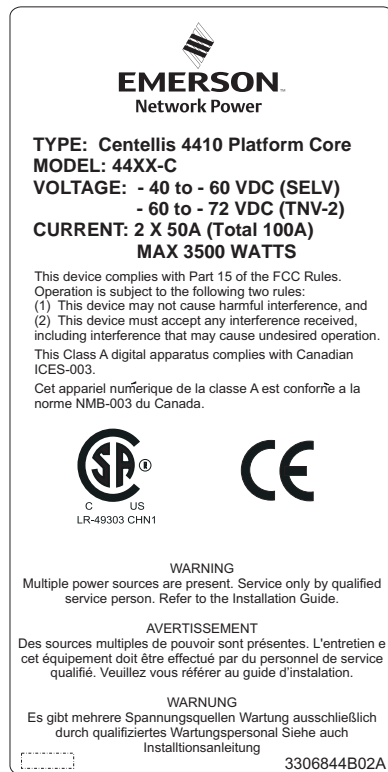 EMERSON
Network Power
TYPE: Centellis 4410 Platform Core
MODEL: 44XX-C
VOLTAGE: - 40 to - 60 VDC (SELV)
- 60 to - 72 VDC (TNV-2)
CURRENT: 2 X 50A (Total 100A)
MAX 3500 WATTS
This device complies with Part 15 of the FCC Rules.
Operation is subject to the following two rules:
(1) This device may not cause harmful interference, and
(2) This device must accept any interference received,
including interference that may cause undesired operation.
This Class A digital apparatus complies with Canadian
ICES-003.
Cet appariel numerique de la classe A est conforme a la
norme NMB-003 du Canada.
SA
CE
C US
LR-49303 CHN1
WARNING
Multiple power sources are present. Service only by qualified
service person. Refer to the Installation Guide.
AVERTISSEMENT
Des sources multiples de pouvoir sont présentes. L'entretien e
cet équipement doit être effectué par du personnel de service
qualifié. Veuillez vous référer au guide d'instalation.
WARNUNG
Es gibt mehrere Spannungsquellen Wartung ausschließlich
durch qualifiziertes Wartungspersonal Siehe auch
Installtionsanleitung
3306844B02A